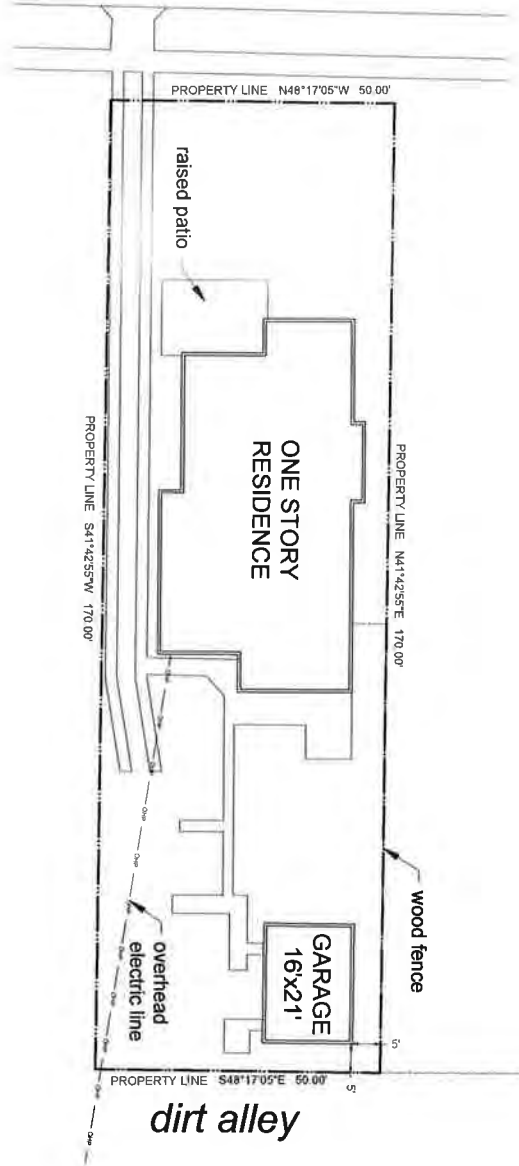 PROPERTY LINE N48°17'05"W 50.00'
raised patio
ONE STORY
RESIDENCE
PROPERTY LINE N41°42'55"E 170.00'
PROPERTY LINE S41°42'55"W 170.00'
wood fence
GARAGE
16'x21'
overhead
electric line
5'
5'
PROPERTY LINE S48°17'05"E 50.00'
dirt alley